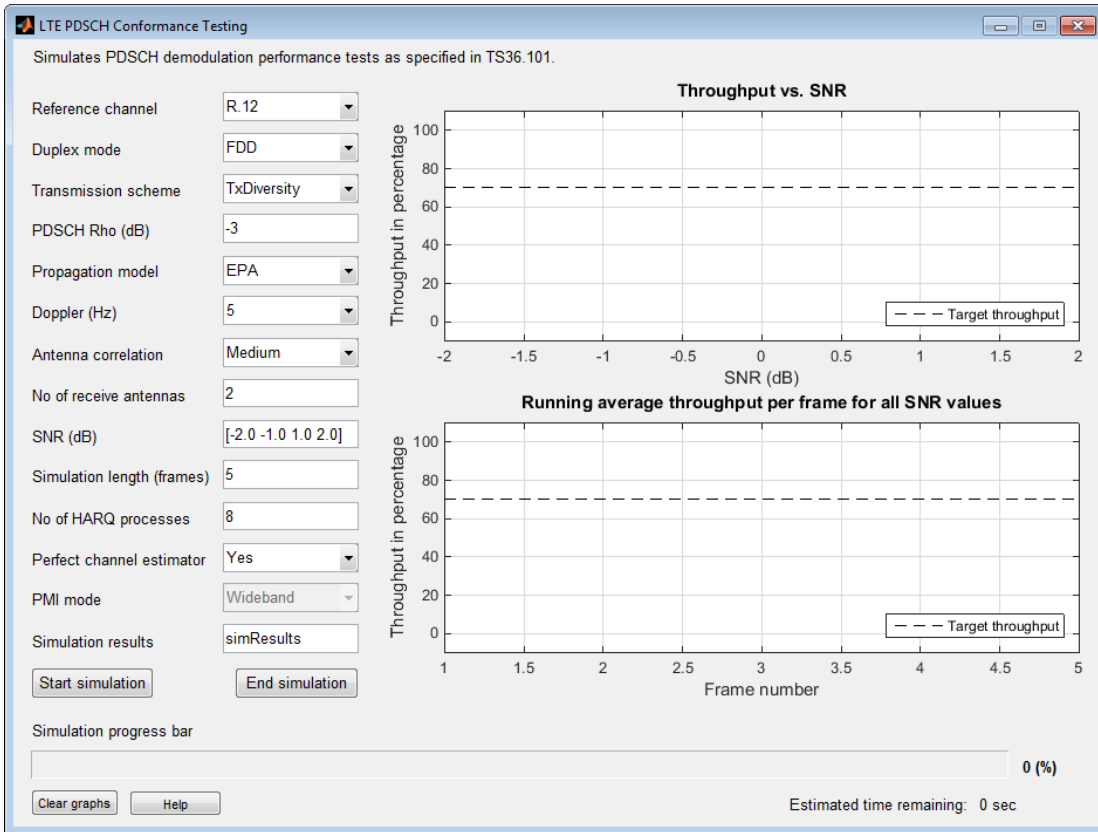 LTE PDSCH Conformance Testing
Simulates PDSCH demodulation performance tests as specified in TS36.101.
Reference channel R.12
Duplex mode FDD
Transmission scheme TxDiversity
PDSCH Rho (dB) -3
Propagation model EPA
Doppler (Hz) 5
Antenna correlation Medium
No of receive antennas 2
SNR (dB) [-2.0 -1.0 1.0 2.0]
Simulation length (frames) 5
No of HARQ processes 8
Perfect channel estimator Yes
PMI mode Wideband
Simulation results simResults
Start simulation End simulation
Throughput vs. SNR
Throughput in percentage
100
80
60
40
20
0
Target throughput
-2 -1.5 -1 -0.5 0 0.5 1 1.5 2
SNR (dB)
Running average throughput per frame for all SNR values
Throughput in percentage
100
80
60
40
20
0
Target throughput
1 1.5 2 2.5 3 3.5 4 4.5 5
Frame number
Simulation progress bar
0 (%)
Clear graphs Help
Estimated time remaining: 0 sec